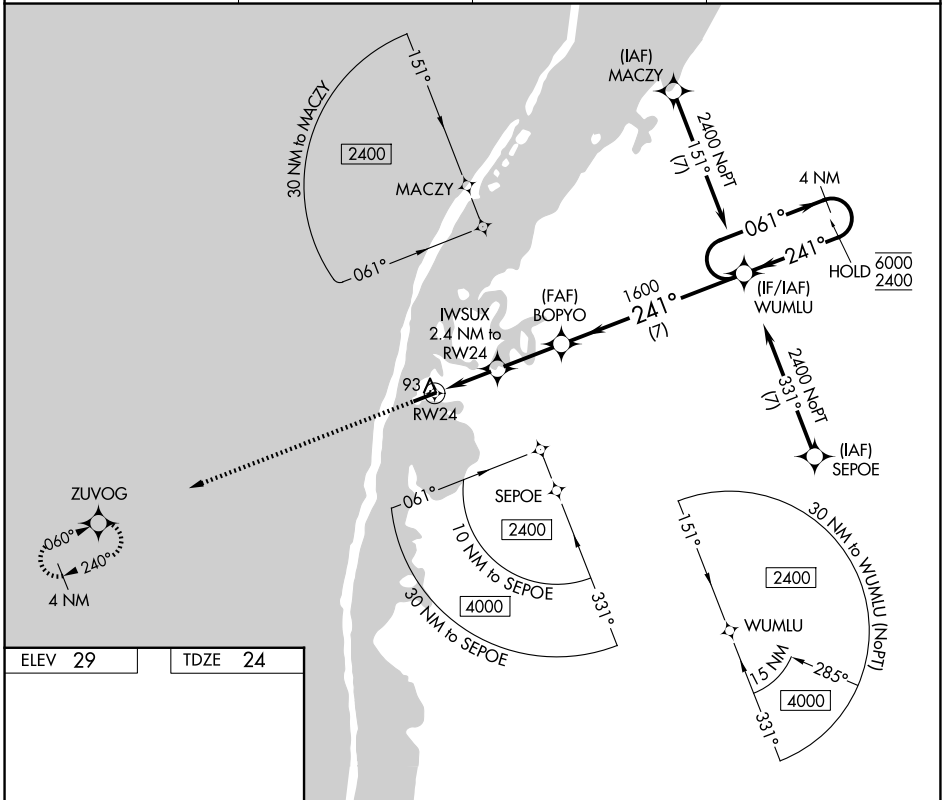 (IAF)
MACZY
151°
30 NM to MACZY
2400
MACZY
061°
2400 NoPT
151°
(7)
4 NM
061°
241°
HOLD
6000
2400
(IF/IAF)
WUMLU
1600
241°
(7)
(FAF)
BOPYO
IWSUX
2.4 NM to
RW24
93
RW24
2400 NoPT
331°
(7)
(IAF)
SEPOE
ZUVOG
060°
240°
4 NM
061°
SEPOE
2400
10 NM to SEPOE
4000
30 NM to SEPOE
331°
151°
30 NM to WUMLU (NoPT)
2400
WUMLU
15 NM
285°
4000
331°
ELEV 29
TDZE 24